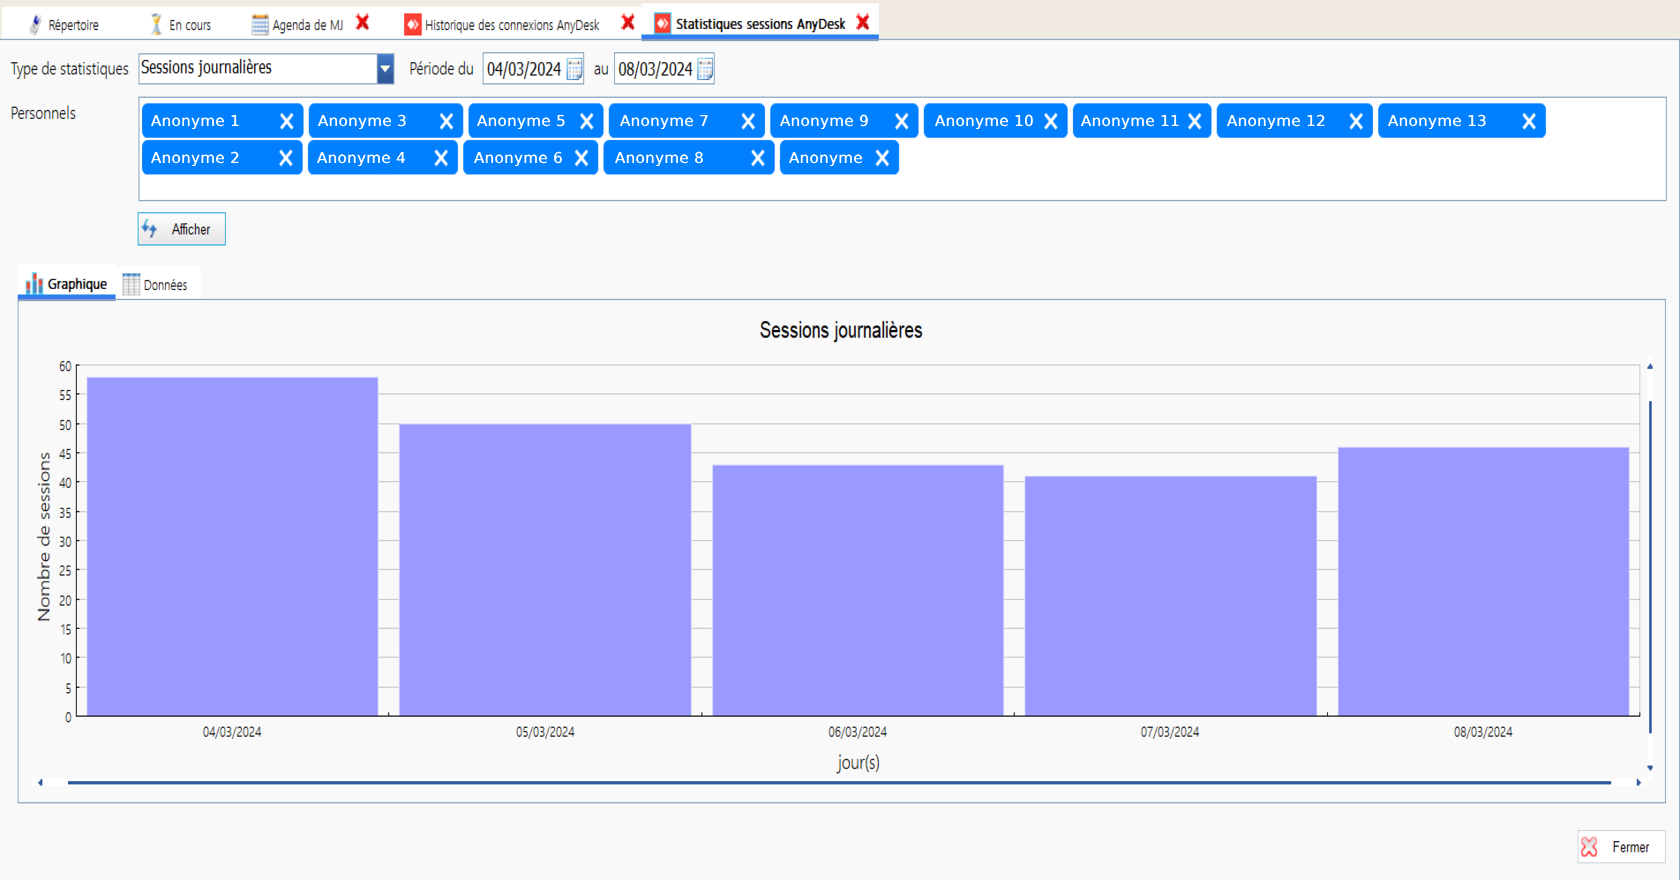 Répertoire En cours Agenda de MJ Historique des connexions AnyDesk Statistiques sessions AnyDesk
Type de statistiques Sessions journalières Période du 04/03/2024 au 08/03/2024
Personnels
Anonyme 1 Anonyme 3 Anonyme 5 Anonyme 7 Anonyme 9 Anonyme 10 Anonyme 11 Anonyme 12 Anonyme 13
Anonyme 2 Anonyme 4 Anonyme 6 Anonyme 8 Anonyme
Afficher
Graphique Données
Sessions journalières
Nombre de sessions
60
55
50
45
40
35
30
25
20
15
10
5
0
04/03/2024 05/03/2024 06/03/2024 07/03/2024 08/03/2024
jour(s)
Fermer